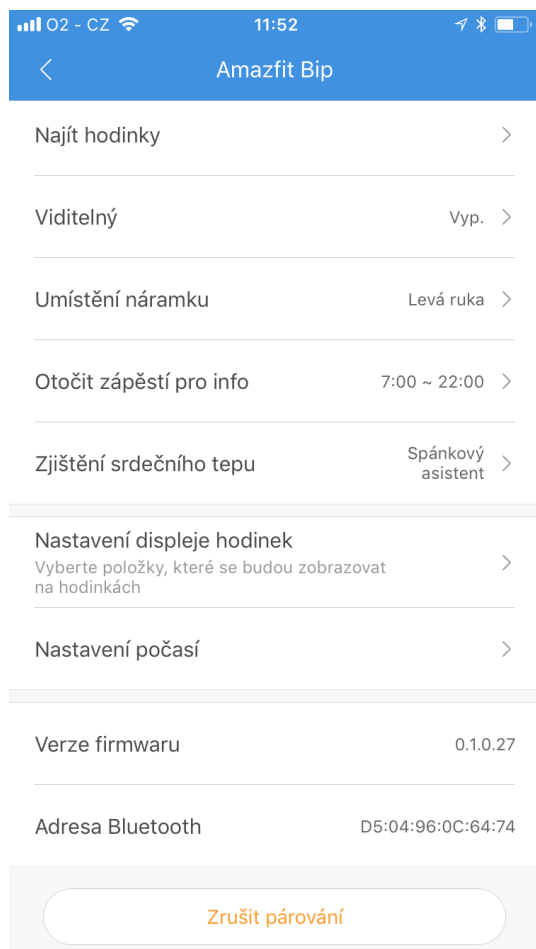 O2 - CZ 11:52
Amazfit Bip
Najít hodinky
Viditelný Vyp.
Umístění náramku Levá ruka
Otočit zápěstí pro info 7:00 ~ 22:00
Zjištění srdečního tepu Spánkový
asistent
Nastavení displeje hodinek
Vyberte položky, které se budou zobrazovat
na hodinkách
Nastavení počasí
Verze firmwaru 0.1.0.27
Adresa Bluetooth D5:04:96:0C:64:74
Zrušit párování